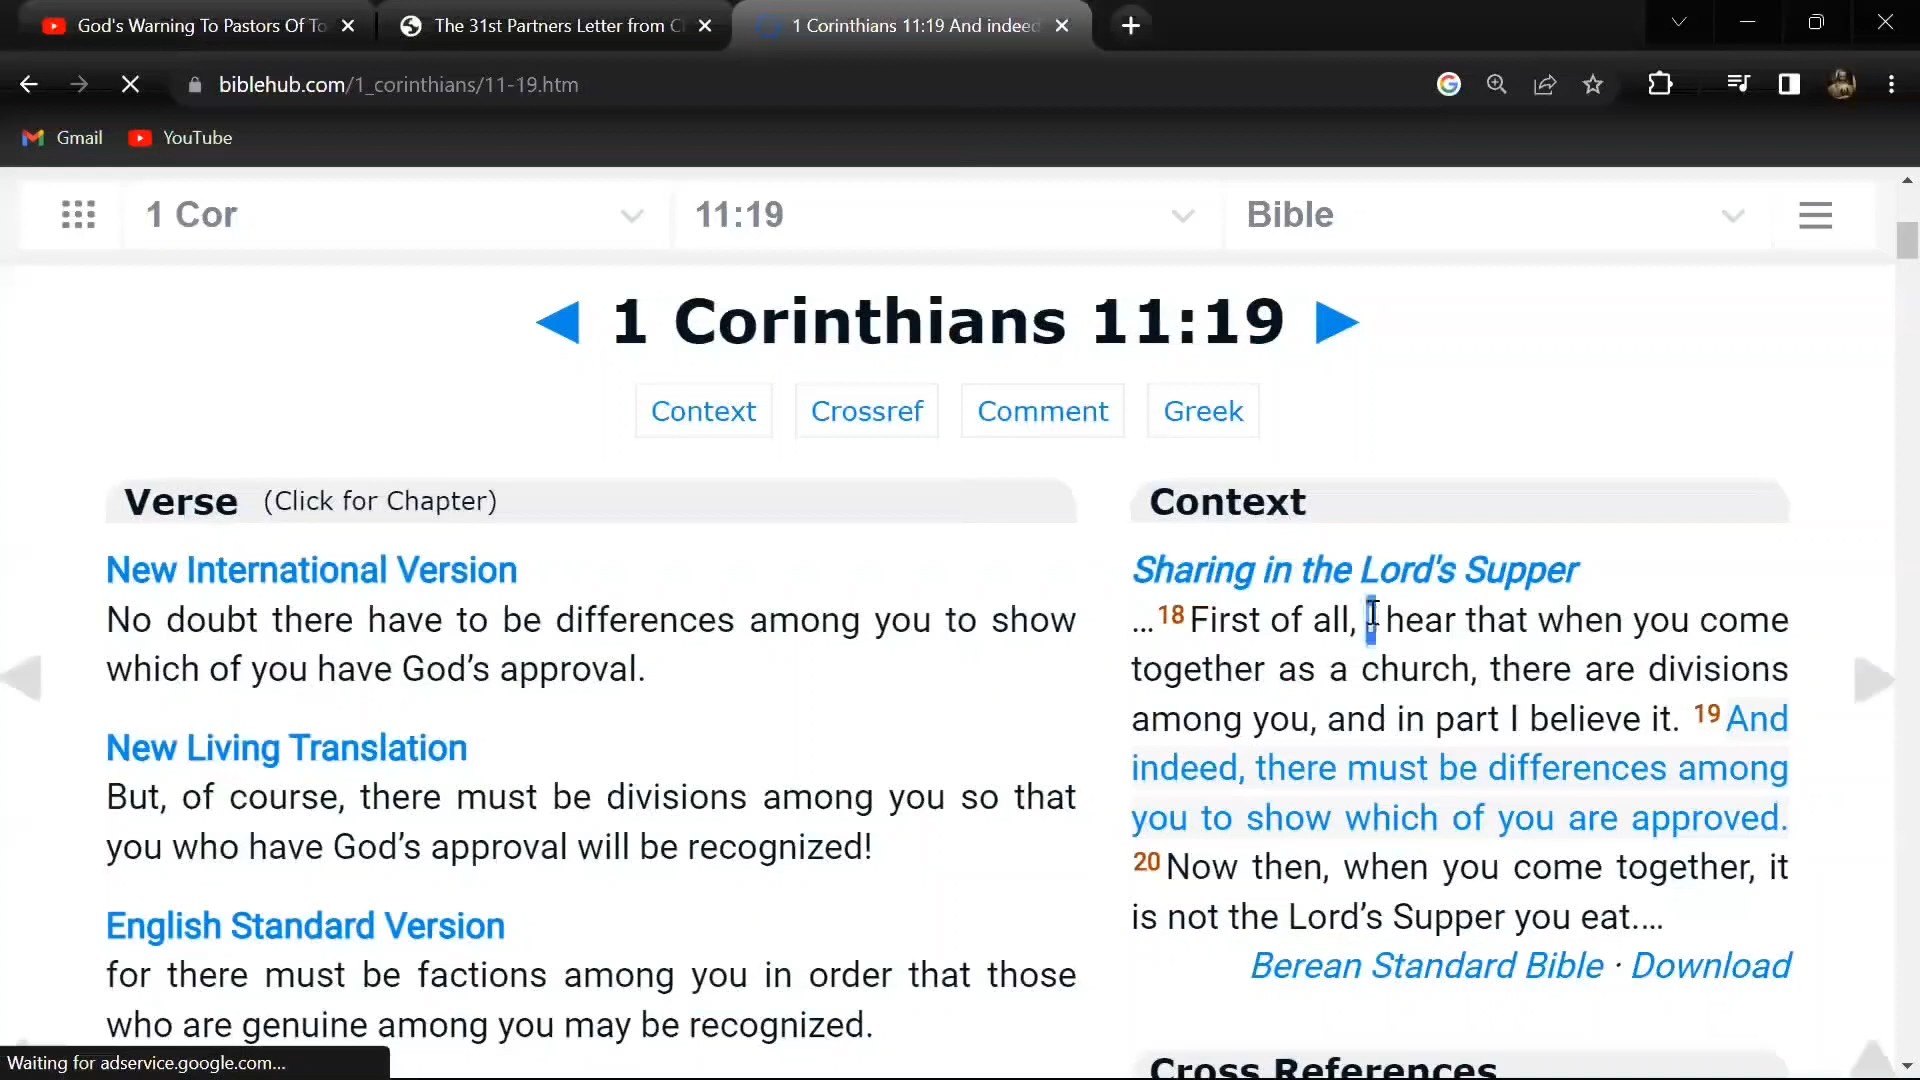 God's Warning To Pastors Of To
The 31st Partners Letter from C
1 Corinthians 11:19 And indeed
biblehub.com/1_corinthians/11-19.htm
Gmail
YouTube
1 Cor
11:19
Bible
1 Corinthians 11:19
Context
Crossref
Comment
Greek
Verse (Click for Chapter)
New International Version
No doubt there have to be differences among you to show
which of you have God’s approval.
New Living Translation
But, of course, there must be divisions among you so that
you who have God’s approval will be recognized!
English Standard Version
for there must be factions among you in order that those
who are genuine among you may be recognized.
Context
Sharing in the Lord's Supper
…18First of all, I hear that when you come
together as a church, there are divisions
among you, and in part I believe it. 19And
indeed, there must be differences among
you to show which of you are approved.
20Now then, when you come together, it
is not the Lord’s Supper you eat.…
Berean Standard Bible · Download
Cross References
Waiting for adservice.google.com...